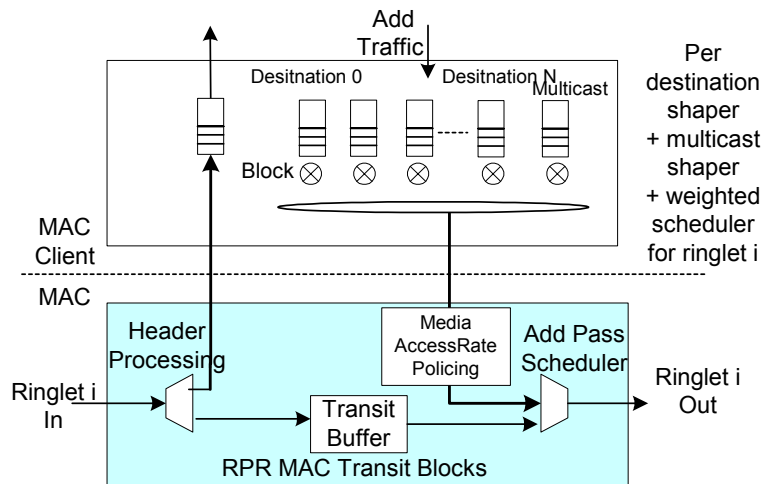 Add
Traffic
Desitnation 0
Desitnation N
Multicast
Block
Per
destination
shaper
+ multicast
shaper
+ weighted
scheduler
for ringlet i
MAC
Client
MAC
Header
Processing
Media
AccessRate
Policing
Add Pass
Scheduler
Ringlet i
In
Transit
Buffer
Ringlet i
Out
RPR MAC Transit Blocks